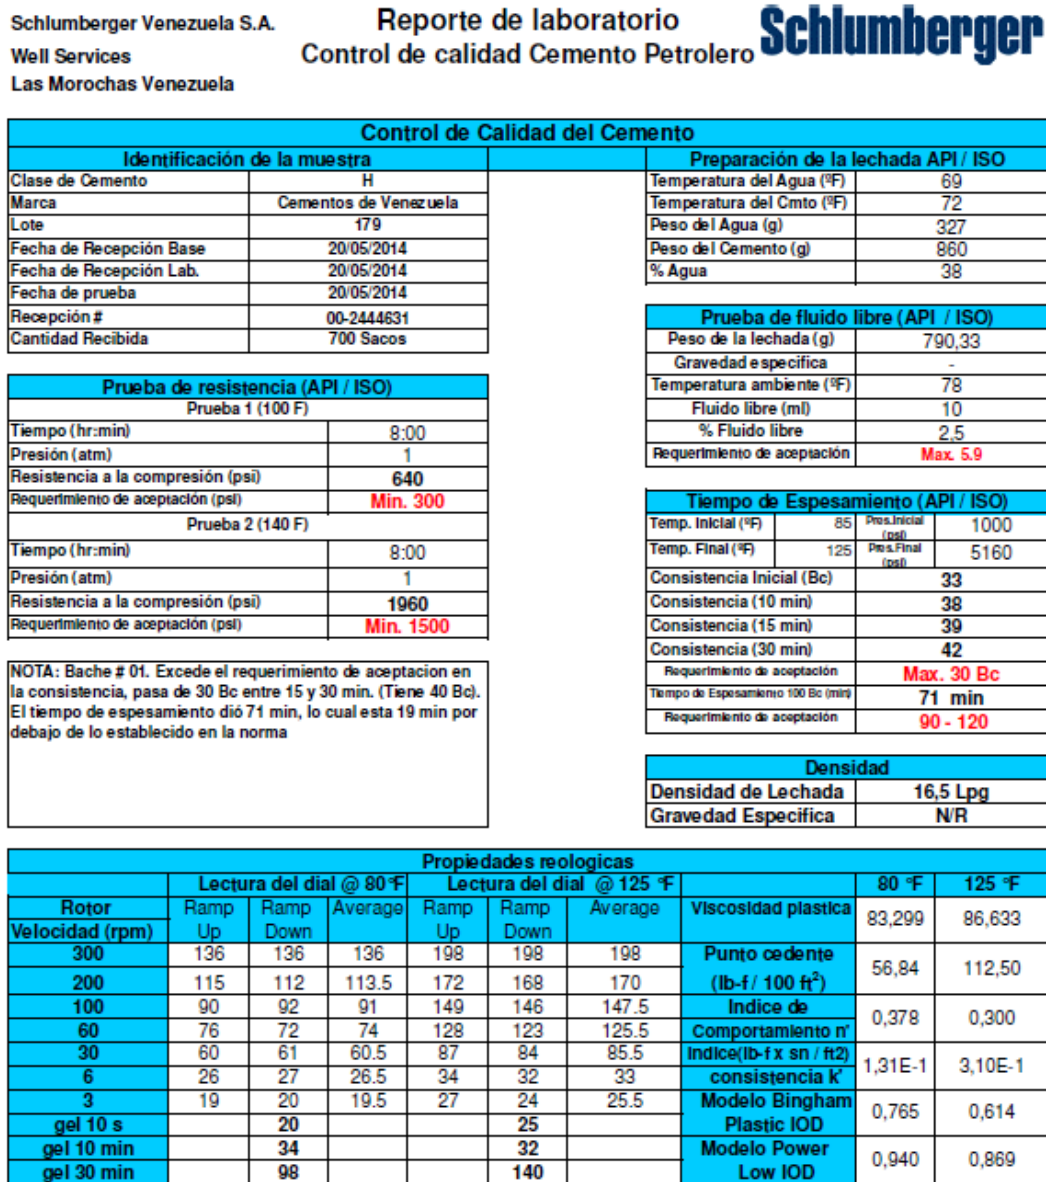 Schlumberger Venezuela S.A.
Well Services
Las Morochas Venezuela
Reporte de laboratorio
Control de calidad Cemento Petrolero
Schlumberger
Control de Calidad del Cemento
Identificación de la muestra
Clase de Cemento H
Marca Cementos de Venezuela
Lote 179
Fecha de Recepción Base 20/05/2014
Fecha de Recepción Lab. 20/05/2014
Fecha de prueba 20/05/2014
Recepción # 00-2444631
Cantidad Recibida 700 Sacos
Preparación de la lechada API / ISO
Temperatura del Agua (ºF) 69
Temperatura del Cmto (ºF) 72
Peso del Agua (g) 327
Peso del Cemento (g) 860
% Agua 38
Prueba de fluido libre (API / ISO)
Peso de la lechada (g) 790,33
Gravedad especifica -
Temperatura ambiente (ºF) 78
Fluido libre (ml) 10
% Fluido libre 2,5
Requerimiento de aceptación Max. 5.9
Prueba de resistencia (API / ISO)
Prueba 1 (100 F)
Tiempo (hr:min) 8:00
Presión (atm) 1
Resistencia a la compresión (psi) 640
Requerimiento de aceptación (psi) Min. 300
Prueba 2 (140 F)
Tiempo (hr:min) 8:00
Presión (atm) 1
Resistencia a la compresión (psi) 1960
Requerimiento de aceptación (psi) Min. 1500
Tiempo de Espesamiento (API / ISO)
Temp. Inicial (ºF) 85 Pres.Inicial (psi) 1000
Temp. Final (ºF) 125 Pres.Final (psi) 5160
Consistencia Inicial (Bc) 33
Consistencia (10 min) 38
Consistencia (15 min) 39
Consistencia (30 min) 42
Requerimiento de aceptación Max. 30 Bc
Tiempo de Espesamiento 100 Bc (min) 71 min
Requerimiento de aceptación 90 - 120
NOTA: Bache # 01. Excede el requerimiento de aceptacion en
la consistencia, pasa de 30 Bc entre 15 y 30 min. (Tiene 40 Bc).
El tiempo de espesamiento dió 71 min, lo cual esta 19 min por
debajo de lo establecido en la norma
Densidad
Densidad de Lechada 16,5 Lpg
Gravedad Especifica N/R
Propiedades reologicas
Lectura del dial @ 80 °F Lectura del dial @ 125 °F 80 °F 125 °F
Rotor Velocidad (rpm) Ramp Up Ramp Down Average Ramp Up Ramp Down Average
300 136 136 136 198 198 198
200 115 112 113.5 172 168 170
100 90 92 91 149 146 147.5
60 76 72 74 128 123 125.5
30 60 61 60.5 87 84 85.5
6 26 27 26.5 34 32 33
3 19 20 19.5 27 24 25.5
gel 10 s 20 25
gel 10 min 34 32
gel 30 min 98 140
Viscosidad plastica 83,299 86,633
Punto cedente (lb-f / 100 ft²) 56,84 112,50
Indice de Comportamiento n' 0,378 0,300
Indice(lb-f x sn / ft2) consistencia k' 1,31E-1 3,10E-1
Modelo Bingham Plastic IOD 0,765 0,614
Modelo Power Low IOD 0,940 0,869